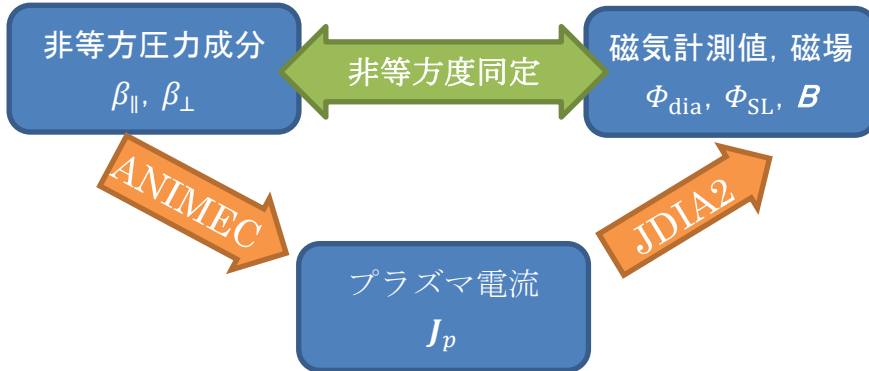 非等方圧力成分
β∥, β⊥
非等方度同定
磁気計測値, 磁場
Φdia, ΦSL, B
ANIMEC
JDIA2
プラズマ電流
Jp